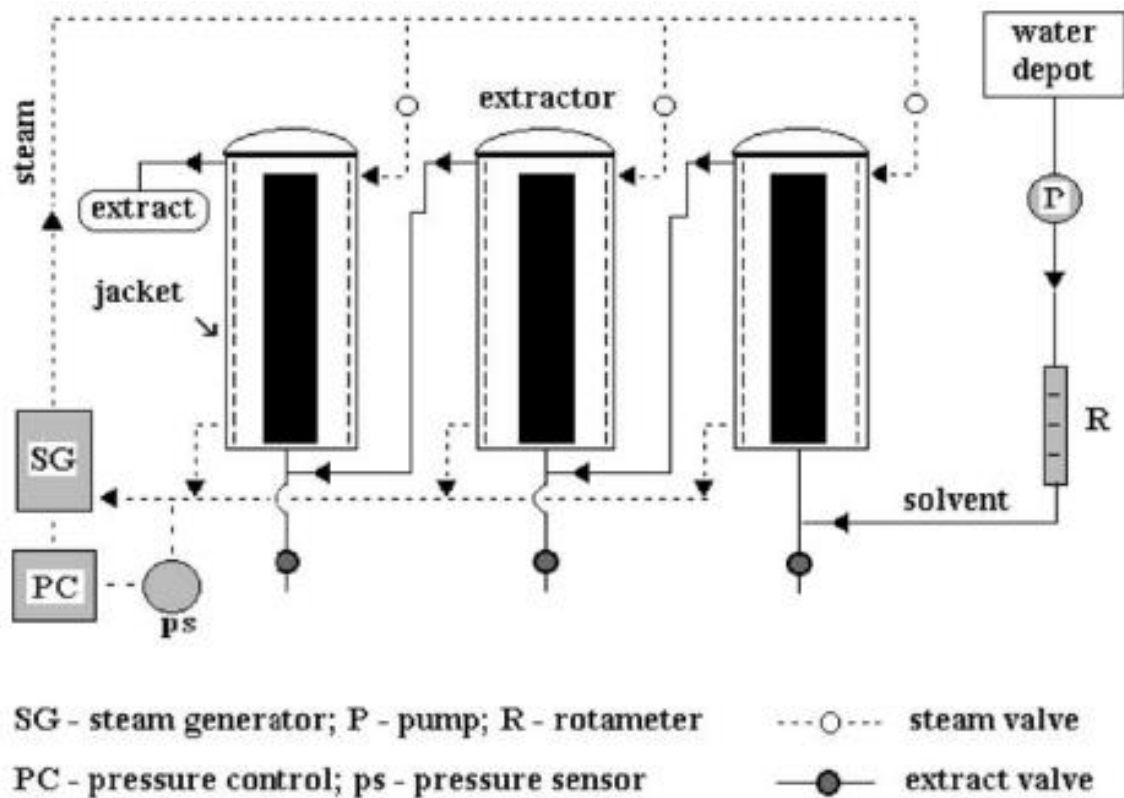 water
depot
extractor
steam
extract
P
jacket
SG
R
solvent
PC
ps
SG - steam generator; P - pump; R - rotameter
steam valve
PC - pressure control; ps - pressure sensor
extract valve